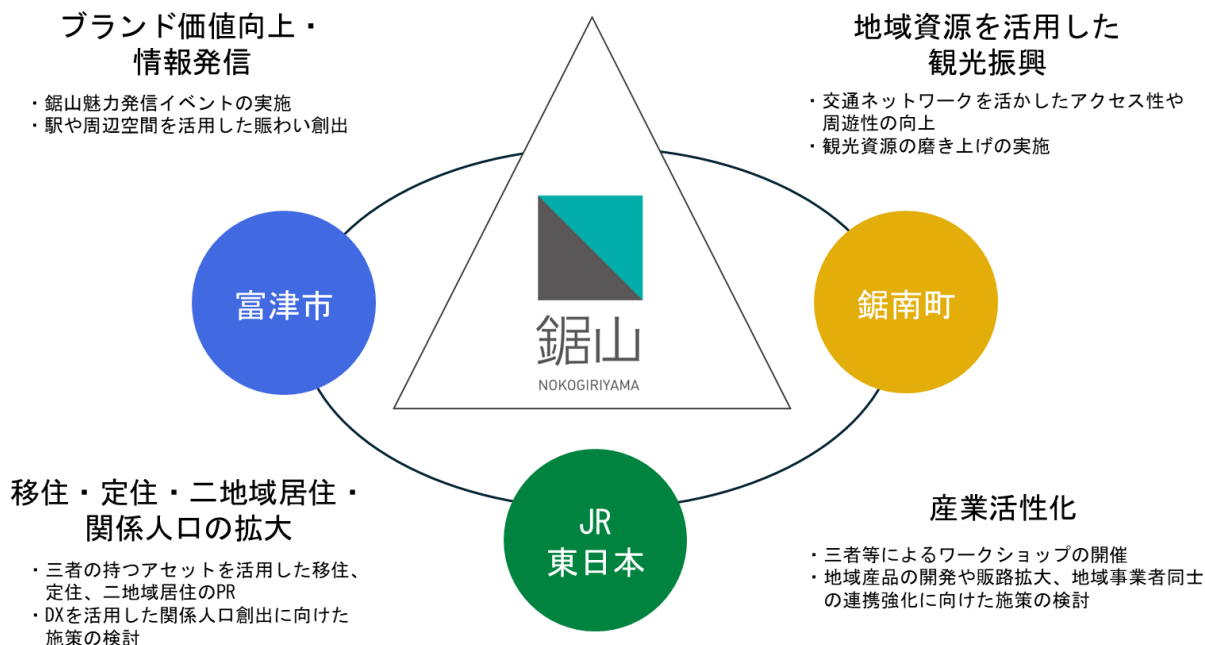 ブランド価値向上・
情報発信
・鋸山魅力発信イベントの実施
・駅や周辺空間を活用した賑わい創出
地域資源を活用した
観光振興
・交通ネットワークを活かしたアクセス性や
周遊性の向上
・観光資源の磨き上げの実施
富津市
鋸山
NOKOGIRIYAMA
鋸南町
JR
東日本
移住・定住・二地域居住・
関係人口の拡大
・三者の持つアセットを活用した移住、
定住、二地域居住のPR
・DXを活用した関係人口創出に向けた
施策の検討
産業活性化
・三者等によるワークショップの開催
・地域産品の開発や販路拡大、地域事業者同士
の連携強化に向けた施策の検討